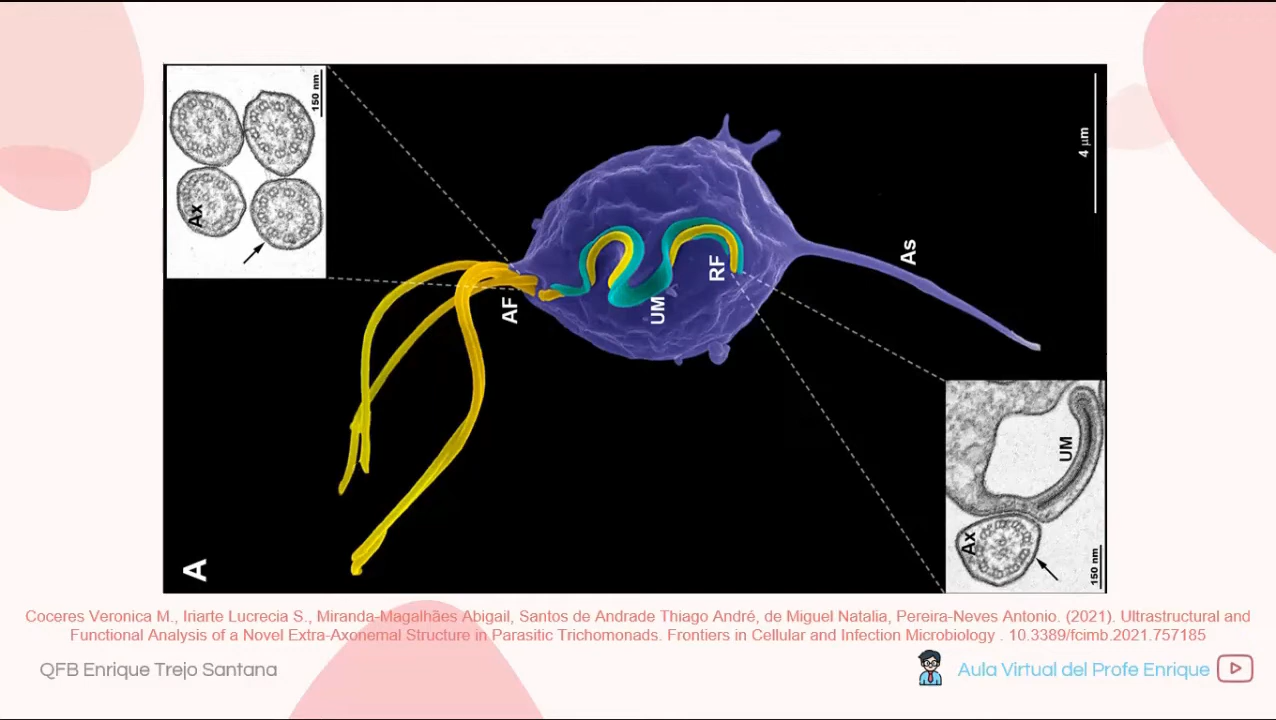 150 nm
Ax
4 µm
As
AF
RF
UM
UM
Ax
150 nm
A
Coceres Veronica M., Iriarte Lucrecia S., Miranda-Magalhães Abigail, Santos de Andrade Thiago André, de Miguel Natalia, Pereira-Neves Antonio. (2021). Ultrastructural and
Functional Analysis of a Novel Extra-Axonemal Structure in Parasitic Trichomonads. Frontiers in Cellular and Infection Microbiology . 10.3389/fcimb.2021.757185
QFB Enrique Trejo Santana
Aula Virtual del Profe Enrique